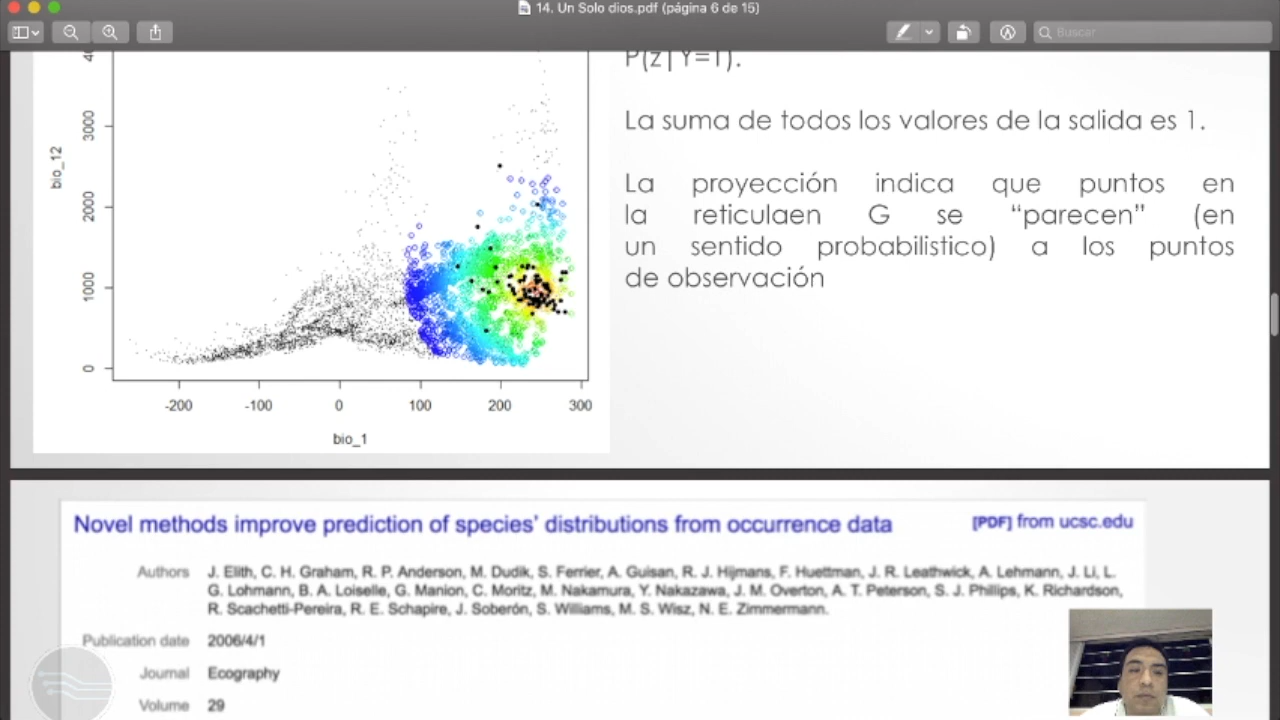 14. Un Solo dios.pdf (página 6 de 15)
Buscar
P(z|Y=1).
La suma de todos los valores de la salida es 1.
La proyección indica que puntos en
la reticulaen G se “parecen” (en
un sentido probabilistico) a los puntos
de observación
bio_12
3000
2000
1000
0
-200 -100 0 100 200 300
bio_1
Novel methods improve prediction of species' distributions from occurrence data
[PDF] from ucsc.edu
Authors J. Elith, C. H. Graham, R. P. Anderson, M. Dudik, S. Ferrier, A. Guisan, R. J. Hijmans, F. Huettman, J. R. Leathwick, A. Lehmann, J. Li, L.
G. Lohmann, B. A. Loiselle, G. Manion, C. Moritz, M. Nakamura, Y. Nakazawa, J. M. Overton, A. T. Peterson, S. J. Phillips, K. Richardson,
R. Scachetti-Pereira, R. E. Schapire, J. Soberón, S. Williams, M. S. Wisz, N. E. Zimmermann.
Publication date 2006/4/1
Journal Ecography
Volume 29